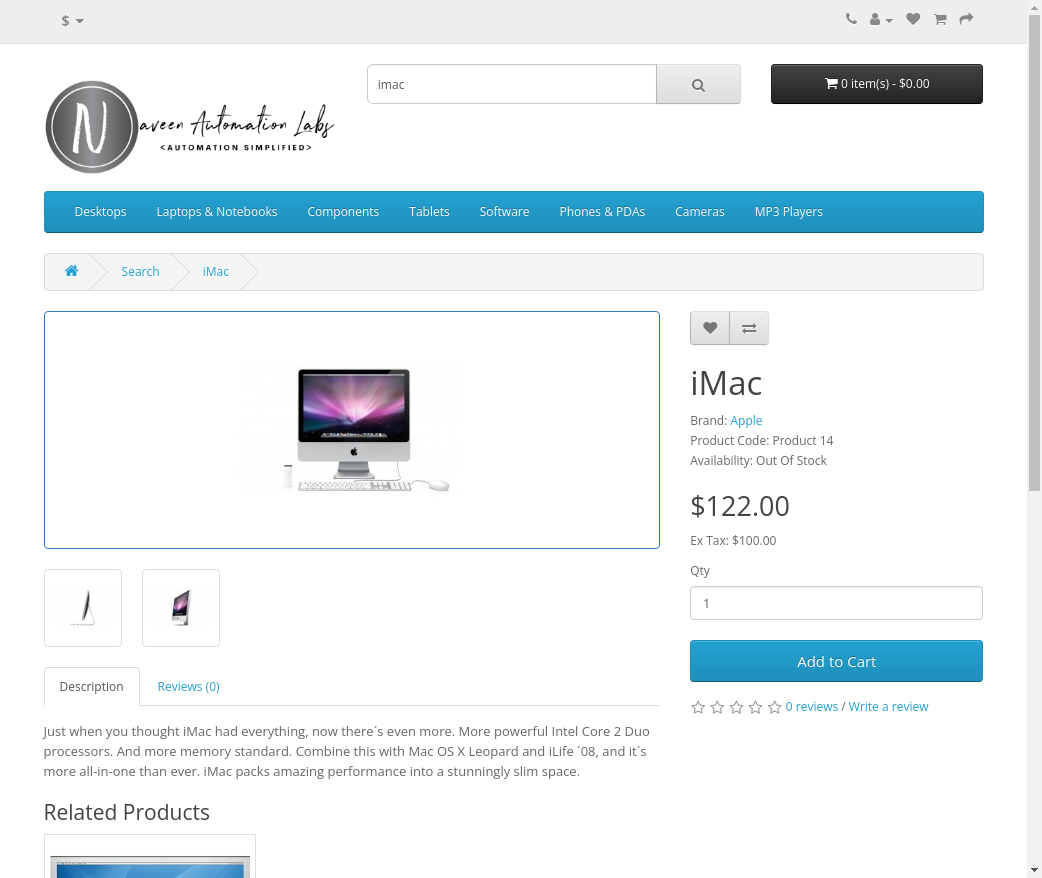 $
imac
0 item(s) - $0.00
N
aveen Automation Labs
<AUTOMATION SIMPLIFIED>
Desktops
Laptops & Notebooks
Components
Tablets
Software
Phones & PDAs
Cameras
MP3 Players
Search
iMac
iMac
Brand: Apple
Product Code: Product 14
Availability: Out Of Stock
$122.00
Ex Tax: $100.00
Qty
1
Add to Cart
0 reviews / Write a review
Description
Reviews (0)
Just when you thought iMac had everything, now there´s even more. More powerful Intel Core 2 Duo
processors. And more memory standard. Combine this with Mac OS X Leopard and iLife ´08, and it´s
more all-in-one than ever. iMac packs amazing performance into a stunningly slim space.
Related Products